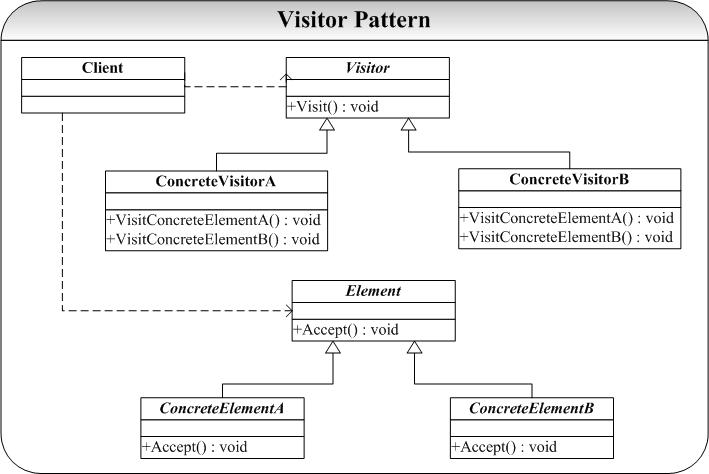 Visitor Pattern
Client
Visitor
+Visit() : void
ConcreteVisitorA
+VisitConcreteElementA() : void
+VisitConcreteElementB() : void
ConcreteVisitorB
+VisitConcreteElementA() : void
+VisitConcreteElementB() : void
Element
+Accept() : void
ConcreteElementA
+Accept() : void
ConcreteElementB
+Accept() : void